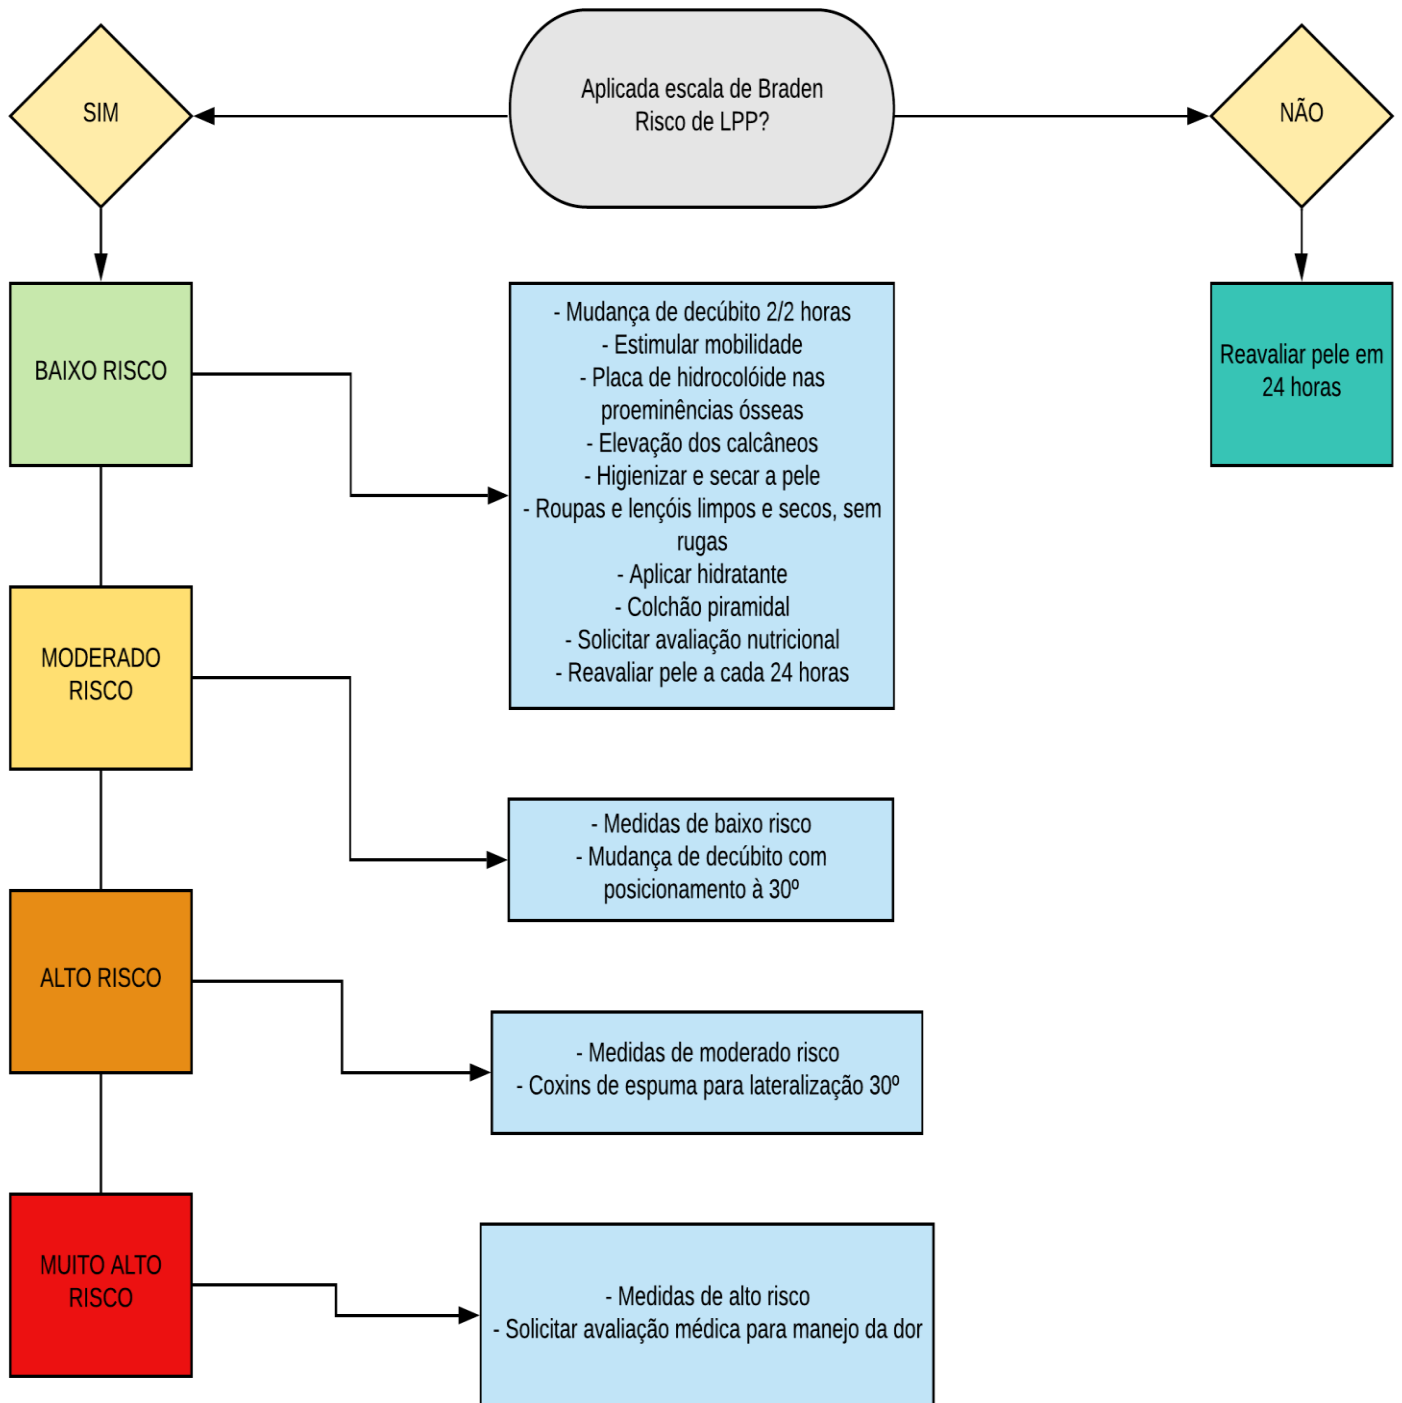 SIM
Aplicada escala de Braden
Risco de LPP?
NÃO
BAIXO RISCO
- Mudança de decúbito 2/2 horas
- Estimular mobilidade
- Placa de hidrocolóide nas
proeminências ósseas
- Elevação dos calcâneos
- Higienizar e secar a pele
- Roupas e lençóis limpos e secos, sem
rugas
- Aplicar hidratante
- Colchão piramidal
- Solicitar avaliação nutricional
- Reavaliar pele a cada 24 horas
Reavaliar pele em
24 horas
MODERADO
RISCO
- Medidas de baixo risco
- Mudança de decúbito com
posicionamento à 30º
ALTO RISCO
- Medidas de moderado risco
- Coxins de espuma para lateralização 30º
MUITO ALTO
RISCO
- Medidas de alto risco
- Solicitar avaliação médica para manejo da dor